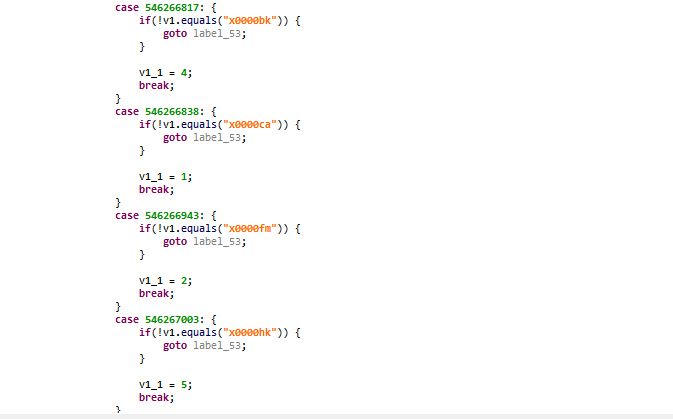 case 546266817: {
if(!v1.equals("x0000bk")) {
goto label_53;
}
v1_1 = 4;
break;
}
case 546266838: {
if(!v1.equals("x0000ca")) {
goto label_53;
}
v1_1 = 1;
break;
}
case 546266943: {
if(!v1.equals("x0000fm")) {
goto label_53;
}
v1_1 = 2;
break;
}
case 546267003: {
if(!v1.equals("x0000hk")) {
goto label_53;
}
v1_1 = 5;
break;
}